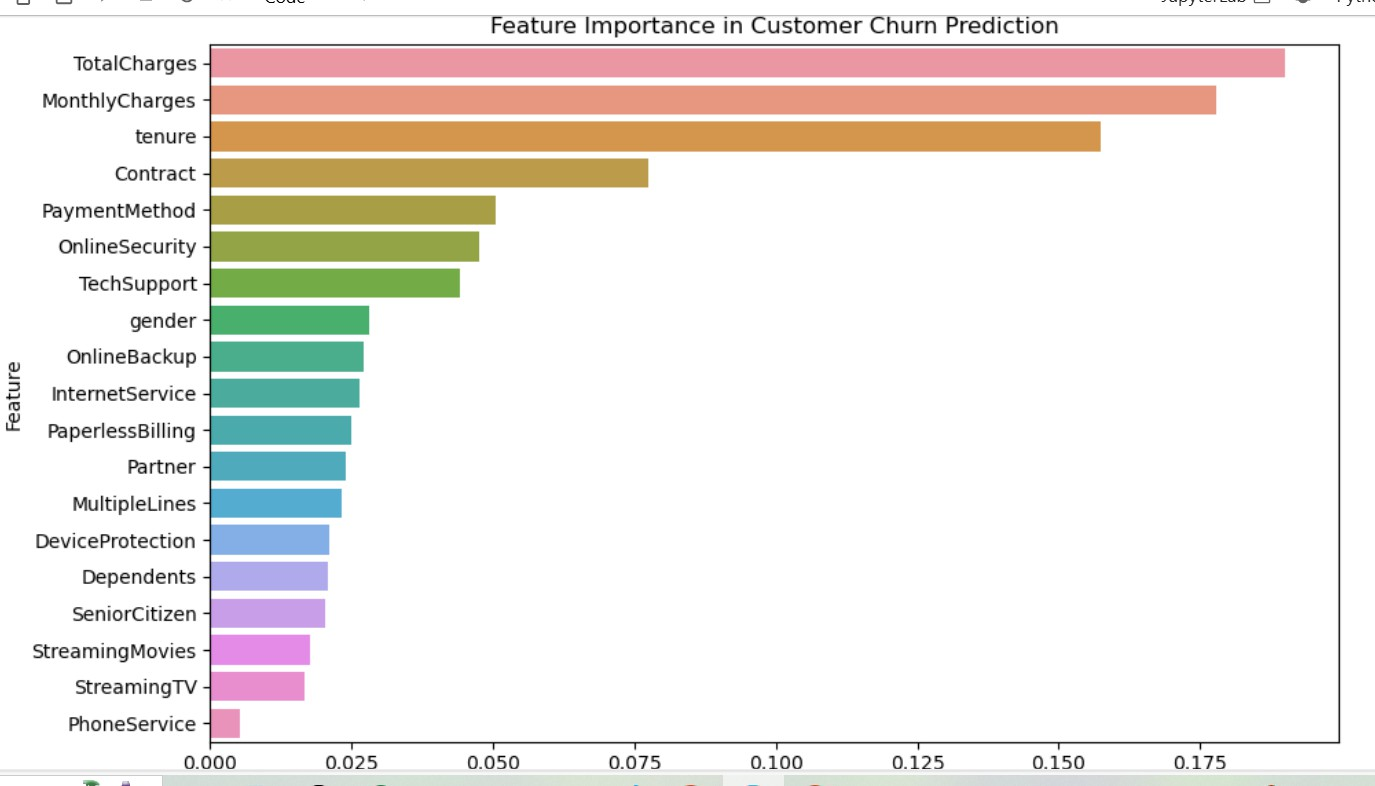 Code
JupyterLab
Feature Importance in Customer Churn Prediction
TotalCharges
MonthlyCharges
tenure
Contract
PaymentMethod
OnlineSecurity
TechSupport
gender
OnlineBackup
InternetService
PaperlessBilling
Partner
MultipleLines
DeviceProtection
Dependents
SeniorCitizen
StreamingMovies
StreamingTV
PhoneService
Feature
0.000 0.025 0.050 0.075 0.100 0.125 0.150 0.175